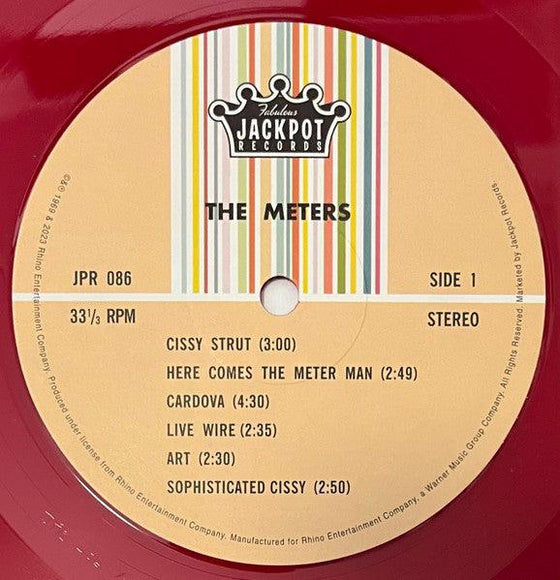 Fabulous
JACKPOT
RECORDS
THE METERS
JPR 086
SIDE 1
33⅓ RPM
STEREO
CISSY STRUT (3:00)
HERE COMES THE METER MAN (2:49)
CARDOVA (4:30)
LIVE WIRE (2:35)
ART (2:30)
SOPHISTICATED CISSY (2:50)
©℗ 1969 & 2023 Rhino Entertainment Company. Produced under license from Rhino Entertainment Company. Manufactured for Rhino Entertainment Company, a Warner Music Group Company. All Rights Reserved. Marketed by Jackpot Records.